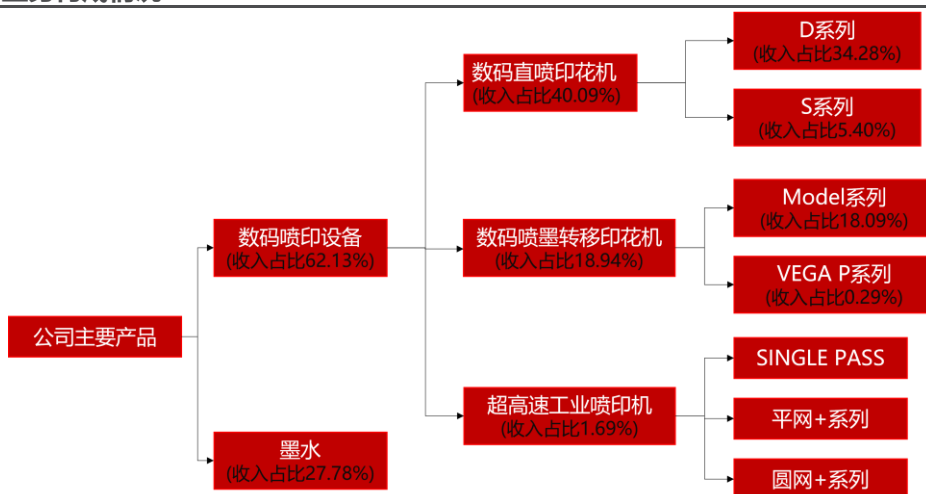 公司主要产品
数码喷印设备
(收入占比62.13%)
墨水
(收入占比27.78%)
数码直喷印花机
(收入占比40.09%)
数码喷墨转移印花机
(收入占比18.94%)
超高速工业喷印机
(收入占比1.69%)
D系列
(收入占比34.28%)
S系列
(收入占比5.40%)
Model系列
(收入占比18.09%)
VEGA P系列
(收入占比0.29%)
SINGLE PASS
平网+系列
圆网+系列